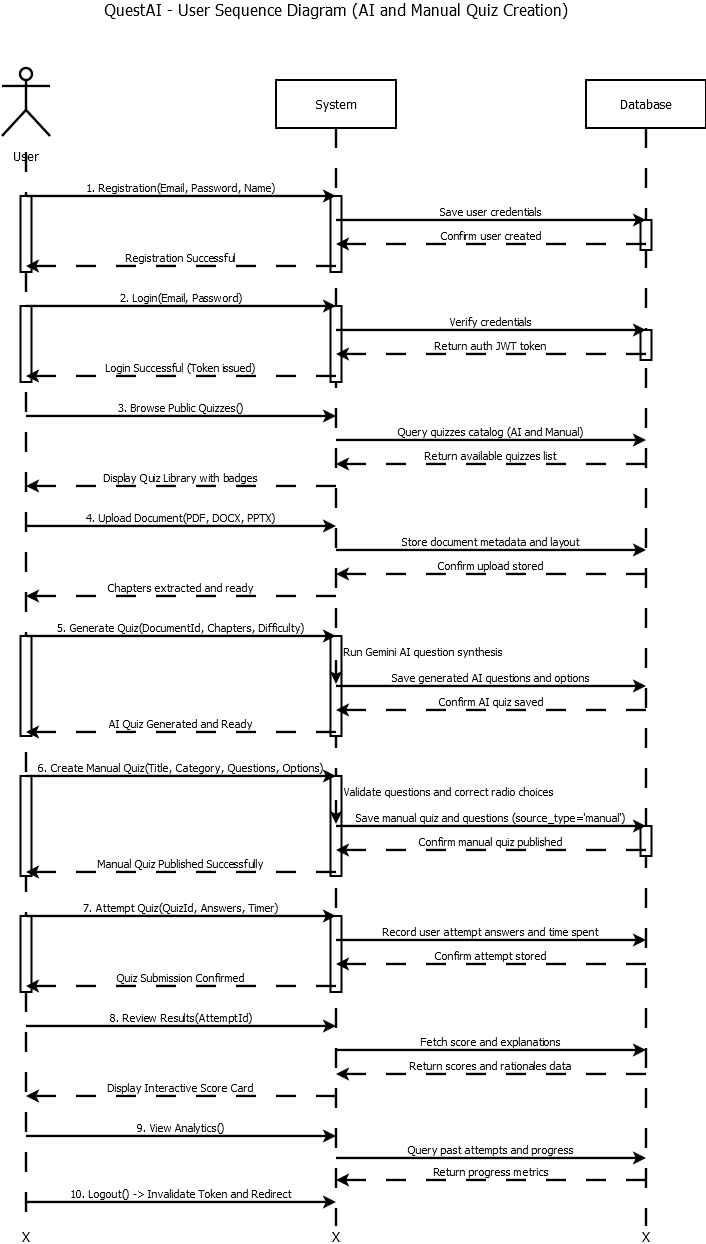 QuestAI - User Sequence Diagram (AI and Manual Quiz Creation)
User
System
Database
1. Registration(Email, Password, Name)
Save user credentials
Confirm user created
Registration Successful
2. Login(Email, Password)
Verify credentials
Return auth JWT token
Login Successful (Token issued)
3. Browse Public Quizzes()
Query quizzes catalog (AI and Manual)
Return available quizzes list
Display Quiz Library with badges
4. Upload Document(PDF, DOCX, PPTX)
Store document metadata and layout
Confirm upload stored
Chapters extracted and ready
5. Generate Quiz(DocumentId, Chapters, Difficulty)
Run Gemini AI question synthesis
Save generated AI questions and options
Confirm AI quiz saved
AI Quiz Generated and Ready
6. Create Manual Quiz(Title, Category, Questions, Options)
Validate questions and correct radio choices
Save manual quiz and questions (source_type='manual')
Confirm manual quiz published
Manual Quiz Published Successfully
7. Attempt Quiz(QuizId, Answers, Timer)
Record user attempt answers and time spent
Confirm attempt stored
Quiz Submission Confirmed
8. Review Results(AttemptId)
Fetch score and explanations
Return scores and rationales data
Display Interactive Score Card
9. View Analytics()
Query past attempts and progress
Return progress metrics
10. Logout() -> Invalidate Token and Redirect
X
X
X